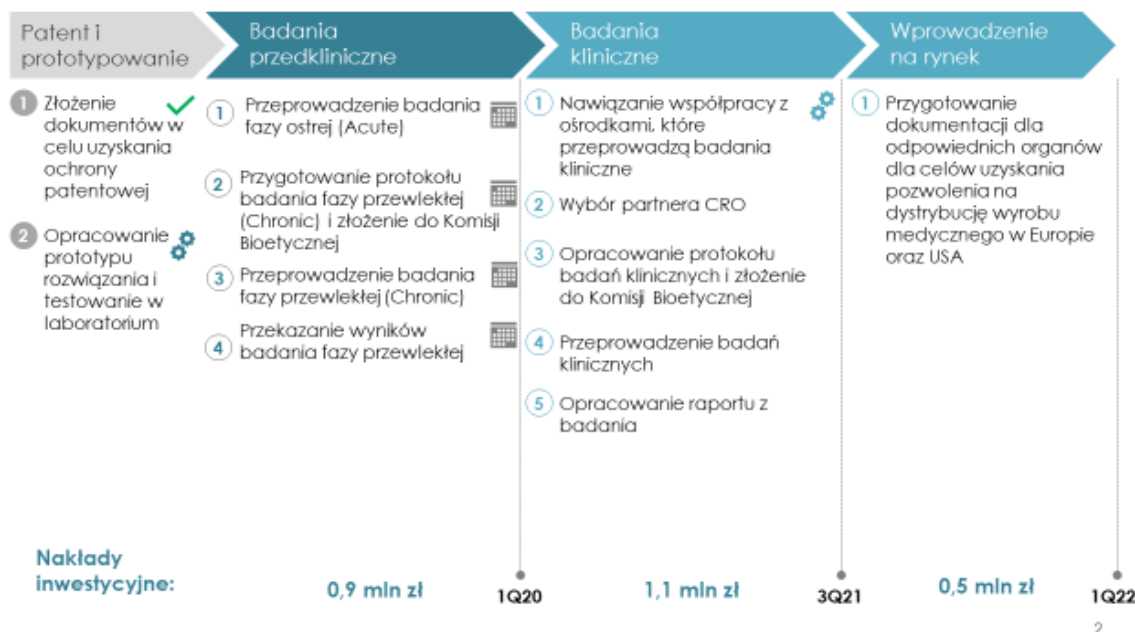 Patent i
prototypowanie
Badania
przedkliniczne
Badania
kliniczne
Wprowadzenie
na rynek
1 Złożenie
dokumentów w
celu uzyskania
ochrony
patentowej
2 Opracowanie
prototypu
rozwiązania i
testowanie w
laboratorium
1 Przeprowadzenie badania
fazy ostrej (Acute)
2 Przygotowanie protokołu
badania fazy przewlekłej
(Chronic) i złożenie do Komisji
Bioetycznej
3 Przeprowadzenie badania
fazy przewlekłej (Chronic)
4 Przekazanie wyników
badania fazy przewlekłej
1 Nawiązanie współpracy z
ośrodkami, które
przeprowadzą badania
kliniczne
2 Wybór partnera CRO
3 Opracowanie protokołu
badań klinicznych i złożenie
do Komisji Bioetycznej
4 Przeprowadzenie badań
klinicznych
5 Opracowanie raportu z
badania
1 Przygotowanie
dokumentacji dla
odpowiednich organów
dla celów uzyskania
pozwolenia na
dystrybucję wyrobu
medycznego w Europie
oraz USA
Nakłady
inwestycyjne:
0,9 mln zł
1Q20
1,1 mln zł
3Q21
0,5 mln zł
1Q22
2